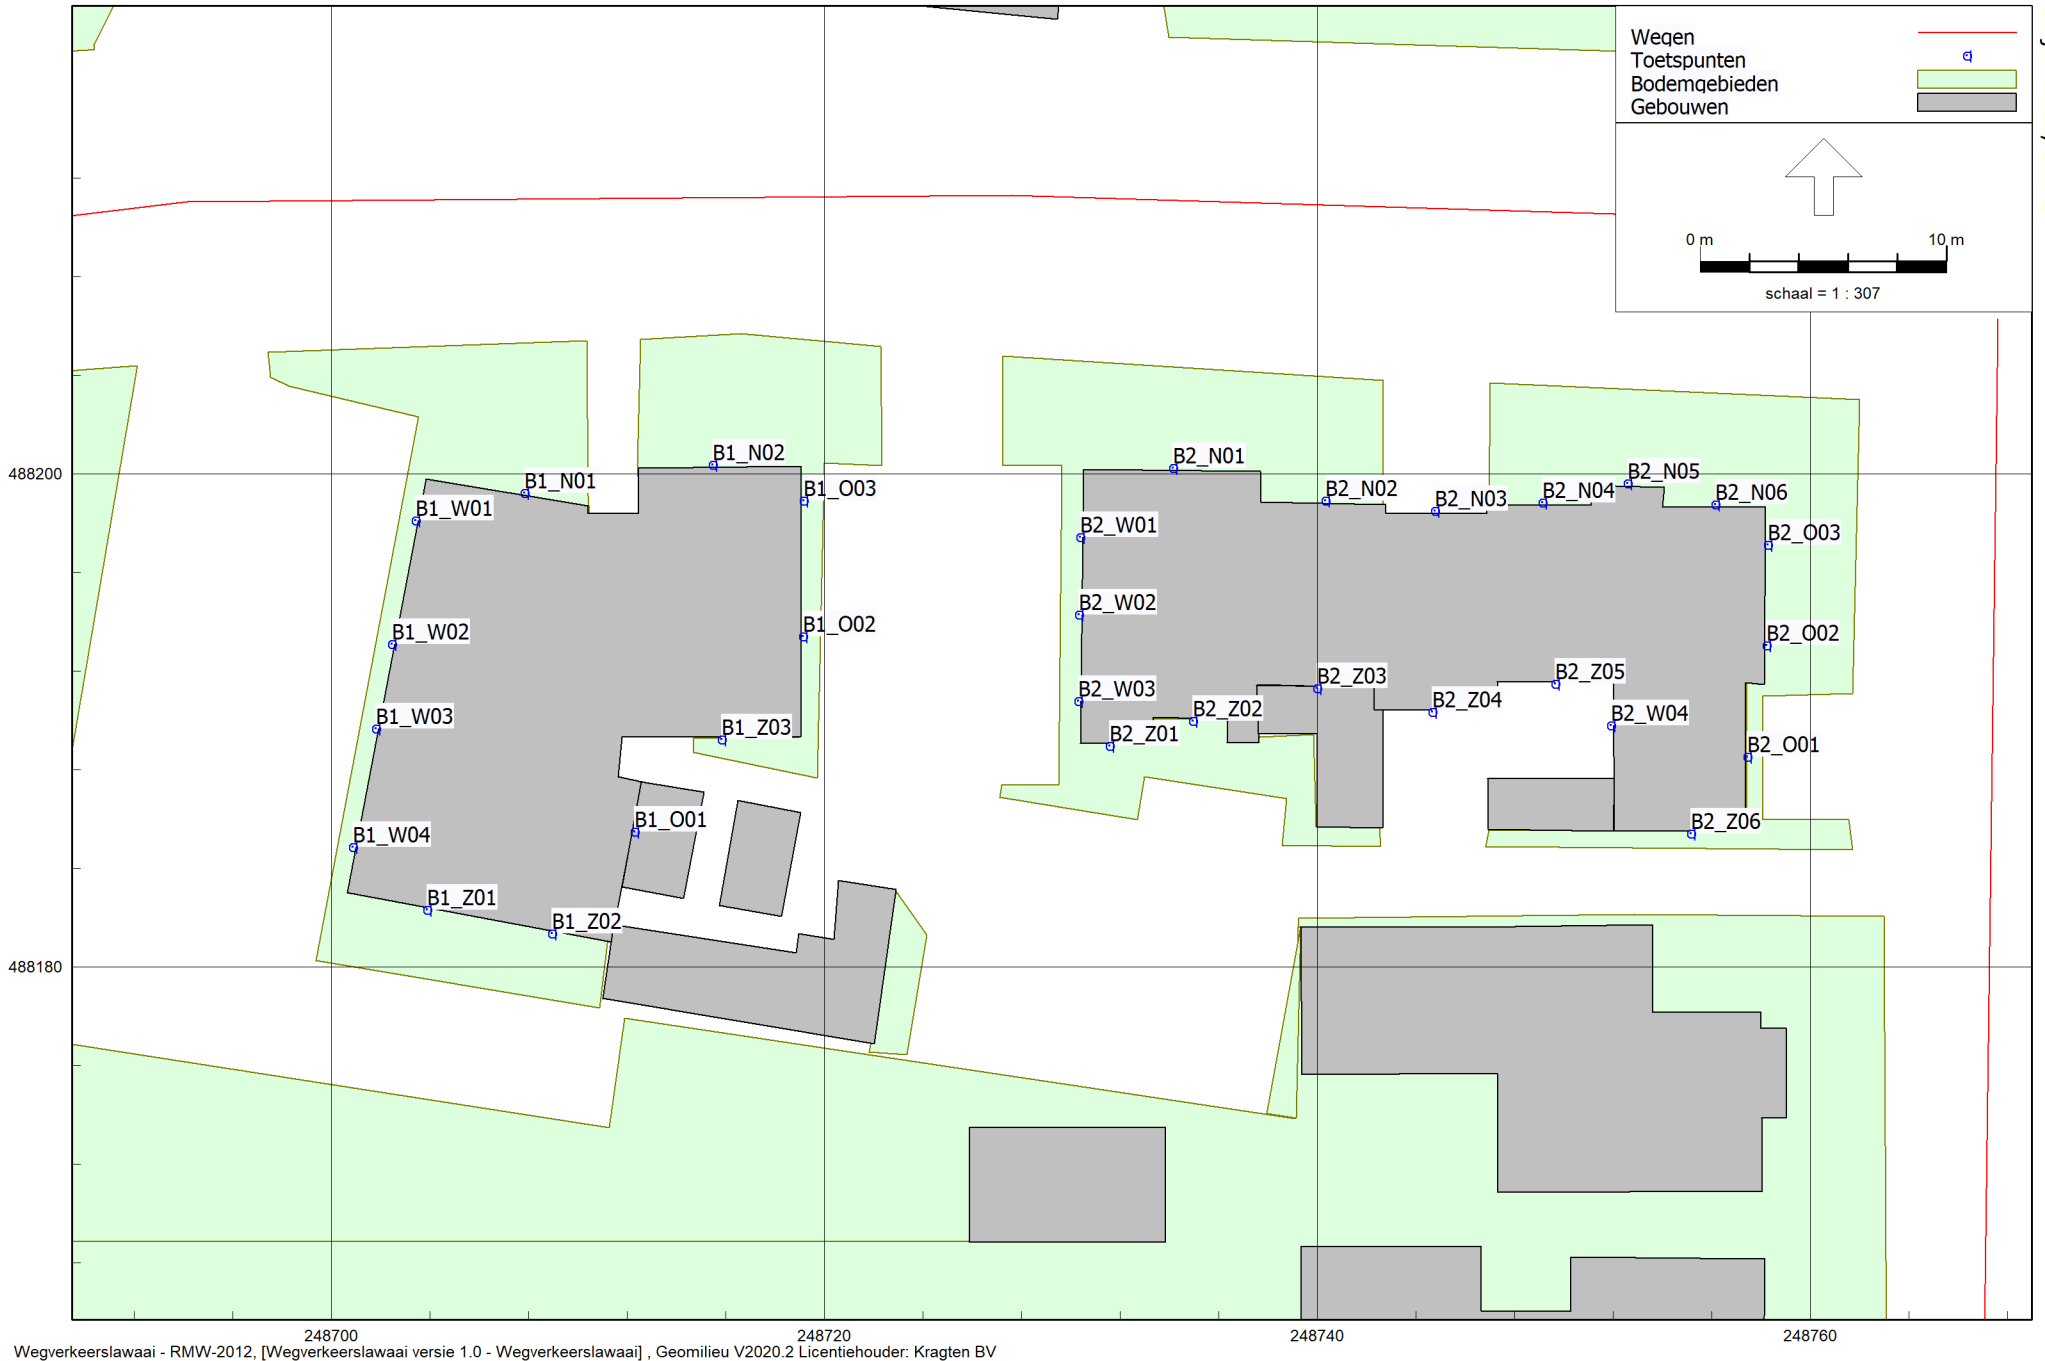 Wegen
Toetspunten
Bodemgebieden
Gebouwen
0 m 10 m
schaal = 1 : 307
B1_N02
B2_N01
B1_N01
B2_N05
488200
B1_O03
B2_N02
B2_N03
B2_N04
B2_N06
B1_W01
B2_W01
B2_O03
B2_W02
B1_W02
B1_O02
B2_O02
B2_Z03
B2_Z05
B2_W03
B2_Z04
B1_W03
B2_Z02
B2_W04
B1_Z03
B2_Z01
B2_O01
B1_O01
B1_W04
B2_Z06
B1_Z01
B1_Z02
488180
248700 248720 248740 248760
Wegverkeerslawaai - RMW-2012, [Wegverkeerslawaai versie 1.0 - Wegverkeerslawaai] , Geomilieu V2020.2 Licentiehouder: Kragten BV